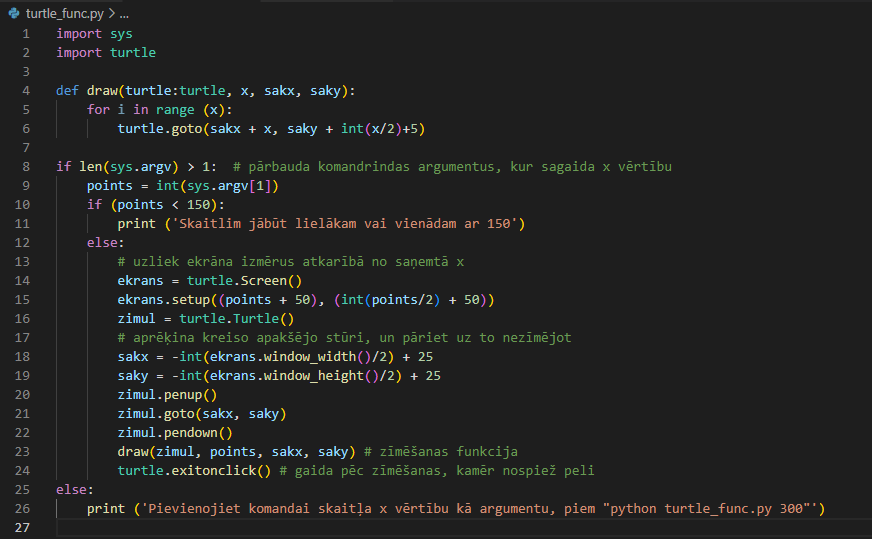 turtle_func.py > ...
1 import sys
2 import turtle
3
4 def draw(turtle:turtle, x, sakx, saky):
5     for i in range (x):
6         turtle.goto(sakx + x, saky + int(x/2)+5)
7
8 if len(sys.argv) > 1:  # pārbauda komandrindas argumentus, kur sagaida x vērtību
9     points = int(sys.argv[1])
10     if (points < 150):
11         print ('Skaitlim jābūt lielākam vai vienādam ar 150')
12     else:
13         # uzliek ekrāna izmērus atkarībā no saņemtā x
14         ekrans = turtle.Screen()
15         ekrans.setup((points + 50), (int(points/2) + 50))
16         zimul = turtle.Turtle()
17         # aprēķina kreiso apakšējo stūri, un pāriet uz to nezīmējot
18         sakx = -int(ekrans.window_width()/2) + 25
19         saky = -int(ekrans.window_height()/2) + 25
20         zimul.penup()
21         zimul.goto(sakx, saky)
22         zimul.pendown()
23         draw(zimul, points, sakx, saky) # zīmēšanas funkcija
24         turtle.exitonclick() # gaida pēc zīmēšanas, kamēr nospiež peli
25 else:
26     print ('Pievienojiet komandai skaitļa x vērtību kā argumentu, piem "python turtle_func.py 300"')
27